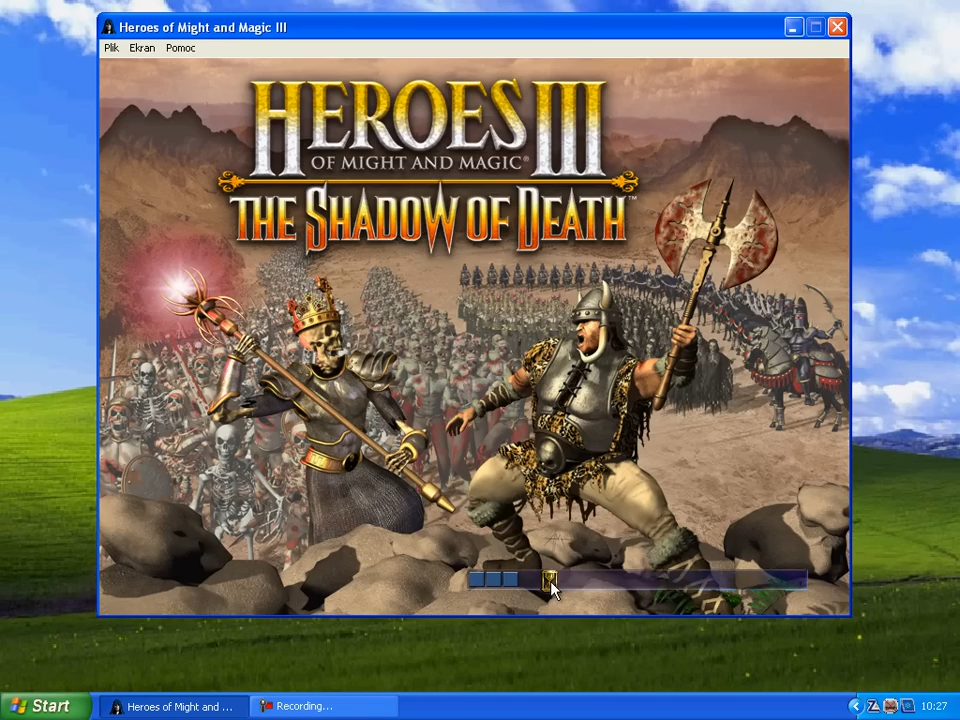 Heroes of Might and Magic III
Plik Ekran Pomoc
HEROES III
OF MIGHT AND MAGIC®
THE SHADOW OF DEATH™
Start
Heroes of Might and ...
Recording...
10:27